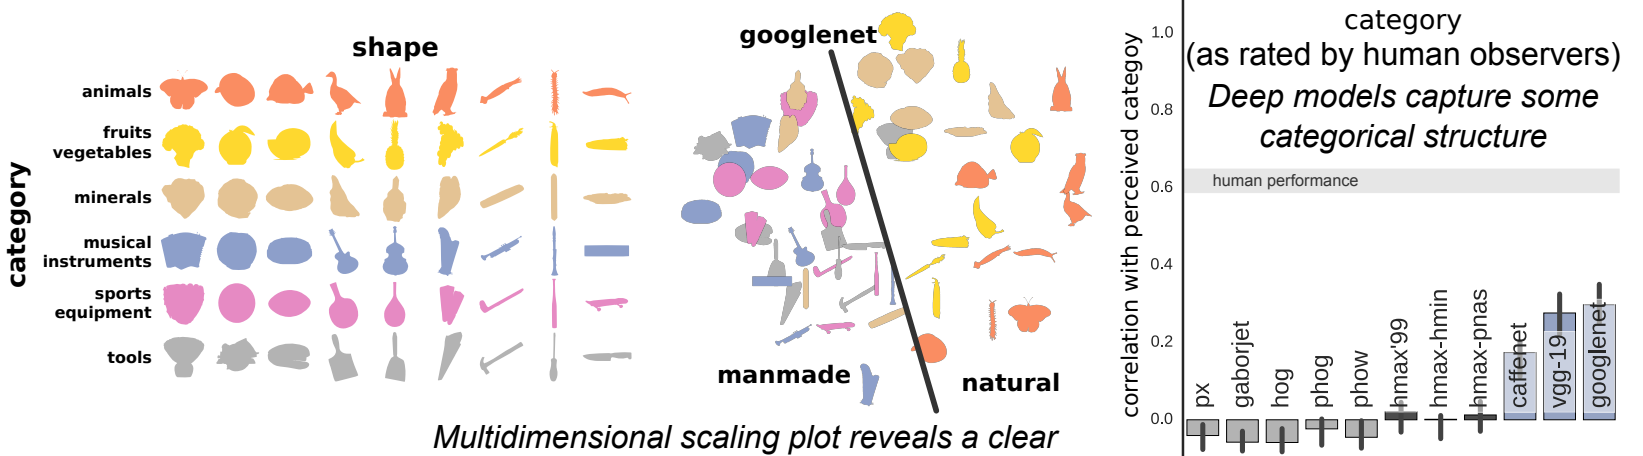 shape
category
animals
fruits
vegetables
minerals
musical
instruments
sports
equipment
tools
googlenet
manmade
natural
Multidimensional scaling plot reveals a clear
correlation with perceived category
1.0
0.8
0.6
0.4
0.2
0.0
category
(as rated by human observers)
Deep models capture some
categorical structure
human performance
px
gaborjet
hog
phog
phow
hmax'99
hmax-hmin
hmax-pnas
caffenet
vgg-19
googlenet